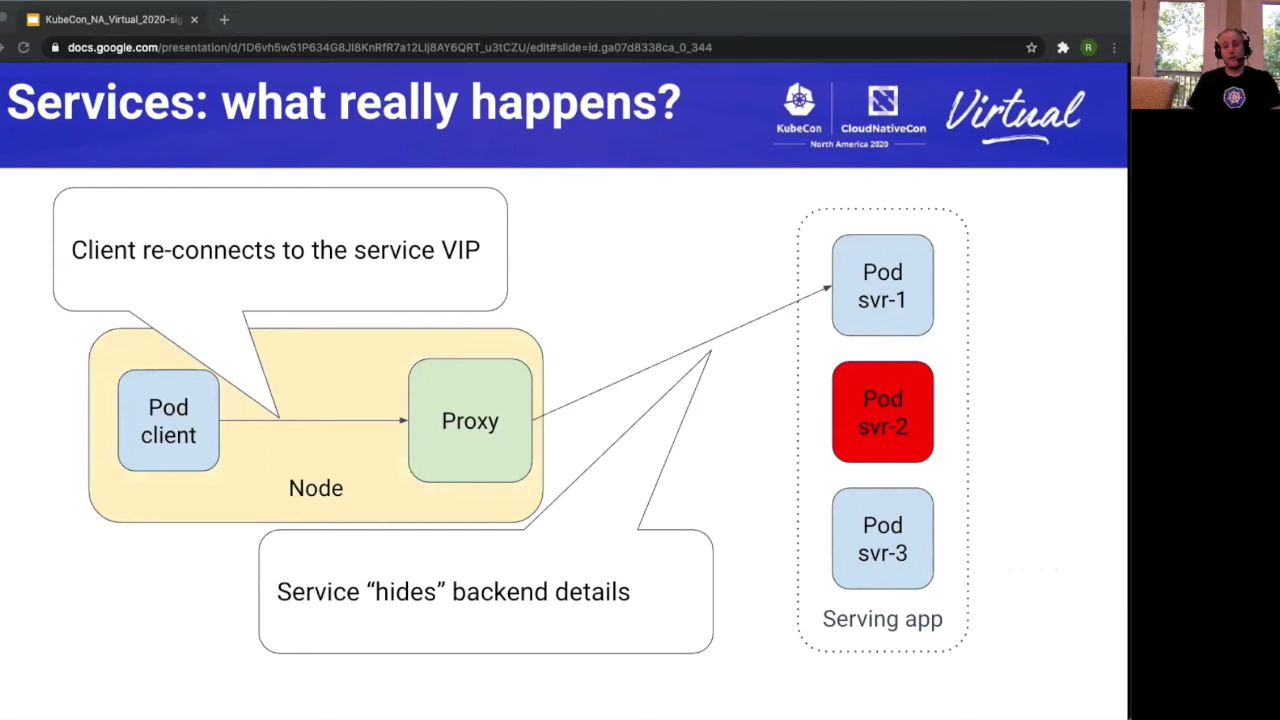 KubeCon_NA_Virtual_2020-sig
docs.google.com/presentation/d/1D6vh5wS1P634G8JI8KnRfR7a12LIj8AY6QRT_u3tCZU/edit#slide=id.ga07d8338ca_0_344
R
Services: what really happens?
KubeCon
CloudNativeCon
North America 2020
Virtual
Client re-connects to the service VIP
Pod
client
Proxy
Node
Service “hides” backend details
Pod
svr-1
Pod
svr-2
Pod
svr-3
Serving app